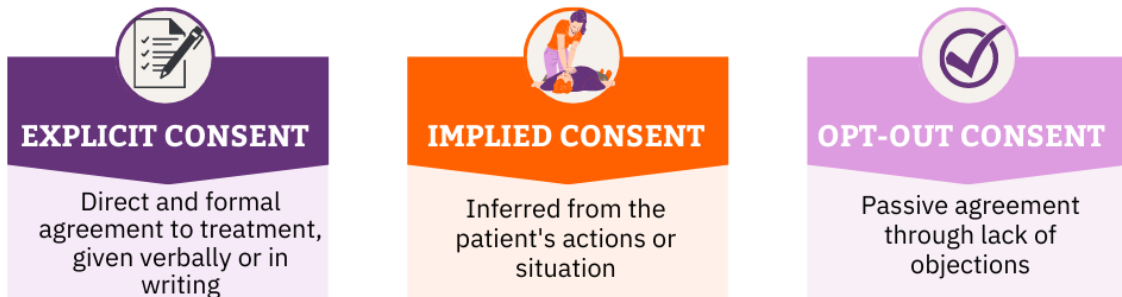 EXPLICIT CONSENT
Direct and formal
agreement to treatment,
given verbally or in
writing
IMPLIED CONSENT
Inferred from the
patient's actions or
situation
OPT-OUT CONSENT
Passive agreement
through lack of
objections